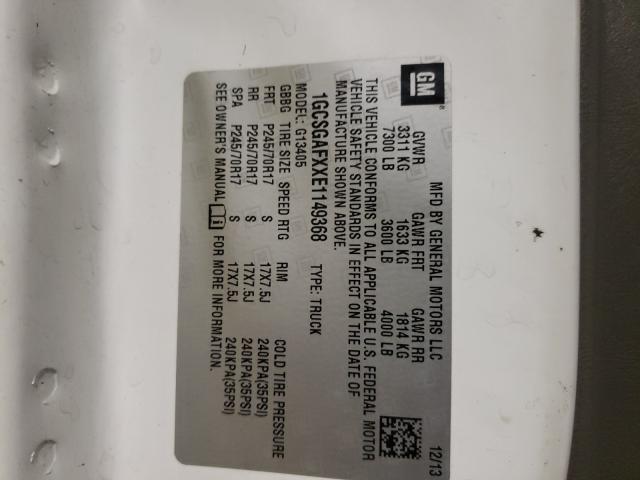 GM®
MFD BY GENERAL MOTORS LLC 12/13
GVWR GAWR FRT GAWR RR
3311 KG 1633 KG 1814 KG
7300 LB 3600 LB 4000 LB
THIS VEHICLE CONFORMS TO ALL APPLICABLE U.S. FEDERAL MOTOR
VEHICLE SAFETY STANDARDS IN EFFECT ON THE DATE OF
MANUFACTURE SHOWN ABOVE.
1GCSGAFXXE1149368 TYPE: TRUCK
MODEL: G13405
GBBG TIRE SIZE SPEED RTG RIM COLD TIRE PRESSURE
FRT P245/70R17 S 17X7.5J 240KPA(35PSI)
RR P245/70R17 S 17X7.5J 240KPA(35PSI)
SPA P245/70R17 S 17X7.5J 240KPA(35PSI)
SEE OWNER'S MANUAL i FOR MORE INFORMATION.